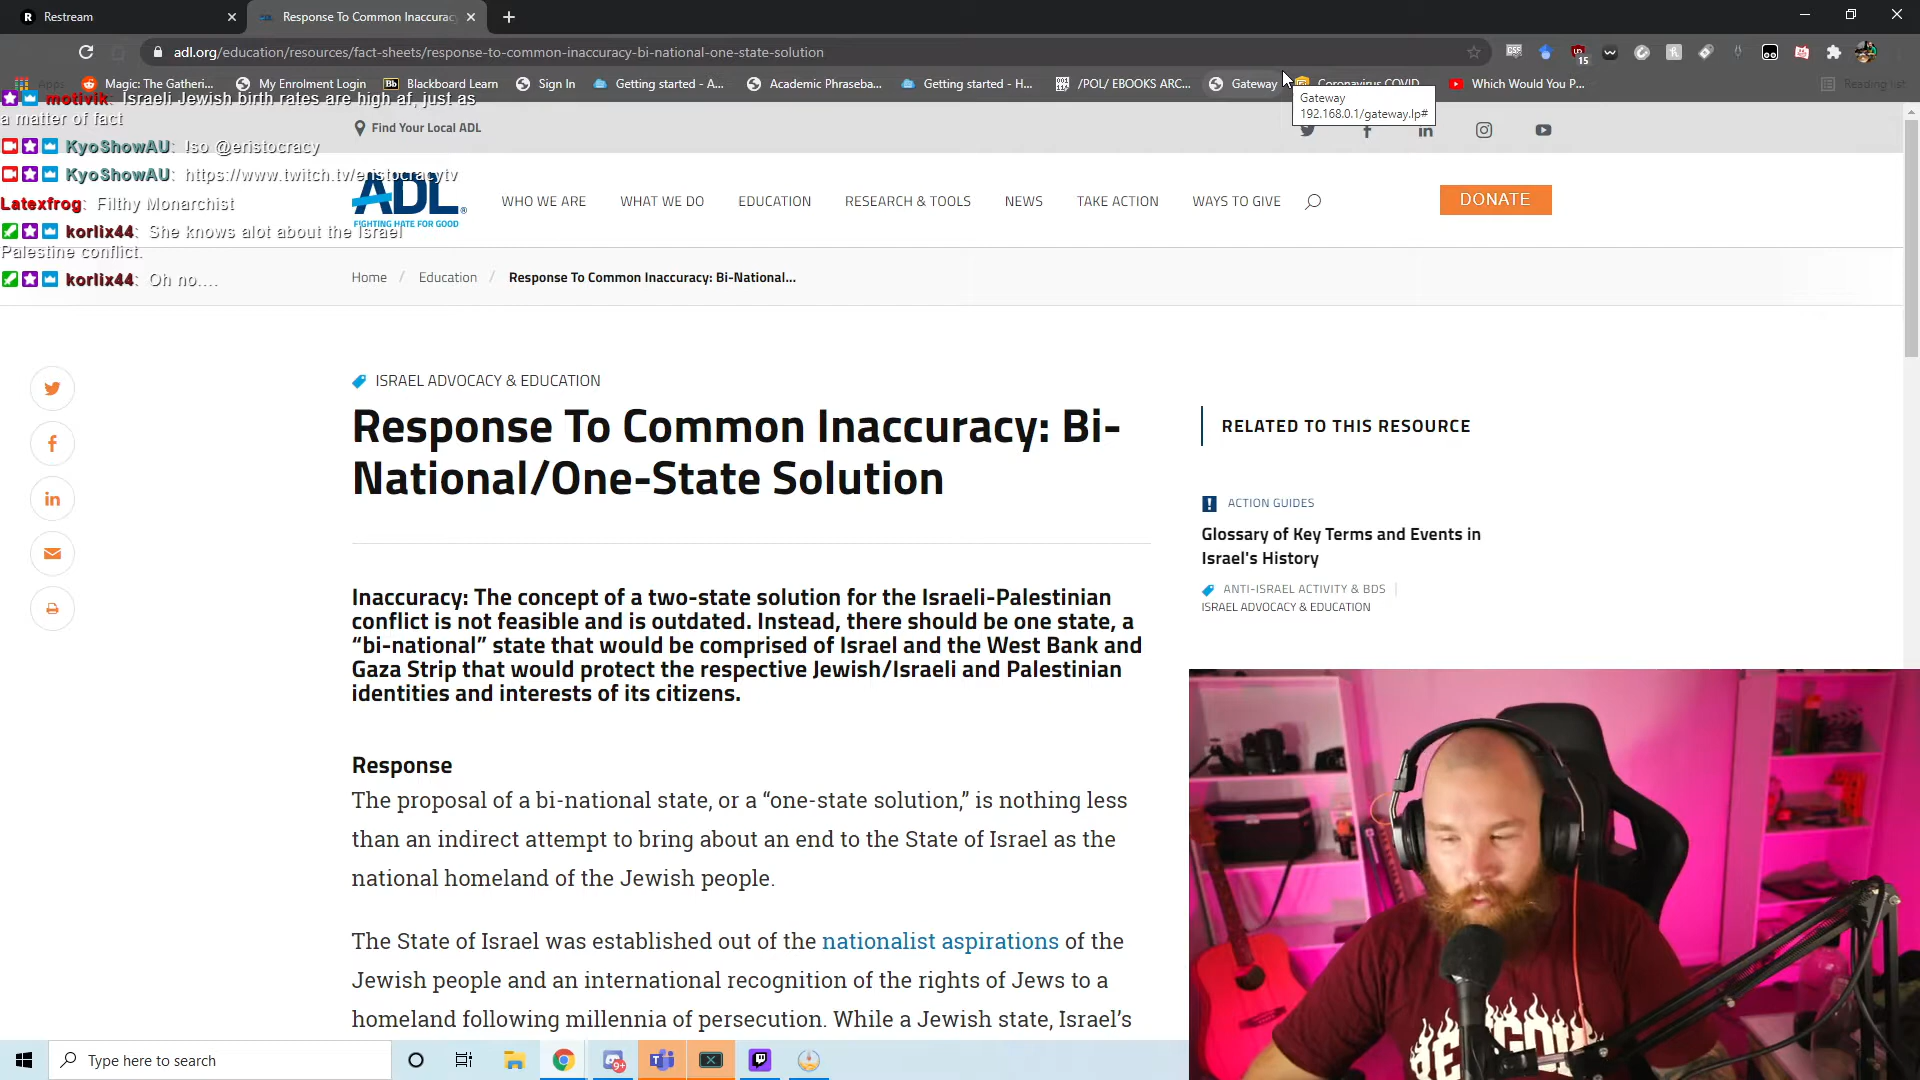 Restream
Response To Common Inaccurac
adl.org/education/resources/fact-sheets/response-to-common-inaccuracy-bi-national-one-state-solution
15
Apps
Magic: The Gatheri...
My Enrolment Login
Bb
Blackboard Learn
Sign In
Getting started - A...
Academic Phraseba...
Getting started - H...
/POL/ EBOOKS ARC...
Gateway
Coronavirus COVID
Which Would You P...
Reading list
Gateway
192.168.0.1/gateway.lp#
motivik: Israeli Jewish birth rates are high af, just as
a matter of fact
KyoShowAU: Iso @eristocracy
KyoShowAU: https://www.twitch.tv/eristocracytv
Latexfrog: Filthy Monarchist
korlix44: She knows alot about the Israel
Palestine conflict.
korlix44: Oh no....
Find Your Local ADL
ADL
FIGHTING HATE FOR GOOD
WHO WE ARE
WHAT WE DO
EDUCATION
RESEARCH & TOOLS
NEWS
TAKE ACTION
WAYS TO GIVE
DONATE
Home / Education / Response To Common Inaccuracy: Bi-National...
ISRAEL ADVOCACY & EDUCATION
Response To Common Inaccuracy: Bi-
National/One-State Solution
Inaccuracy: The concept of a two-state solution for the Israeli-Palestinian
conflict is not feasible and is outdated. Instead, there should be one state, a
“bi-national” state that would be comprised of Israel and the West Bank and
Gaza Strip that would protect the respective Jewish/Israeli and Palestinian
identities and interests of its citizens.
Response
The proposal of a bi-national state, or a “one-state solution,” is nothing less
than an indirect attempt to bring about an end to the State of Israel as the
national homeland of the Jewish people.
The State of Israel was established out of the nationalist aspirations of the
Jewish people and an international recognition of the rights of Jews to a
homeland following millennia of persecution. While a Jewish state, Israel’s
RELATED TO THIS RESOURCE
ACTION GUIDES
Glossary of Key Terms and Events in
Israel's History
ANTI-ISRAEL ACTIVITY & BDS
ISRAEL ADVOCACY & EDUCATION
Type here to search
9+